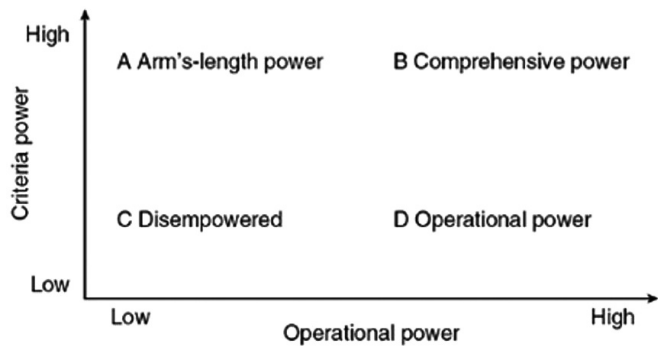 High
A Arm's-length power
B Comprehensive power
Criteria power
C Disempowered
D Operational power
Low
Low
High
Operational power